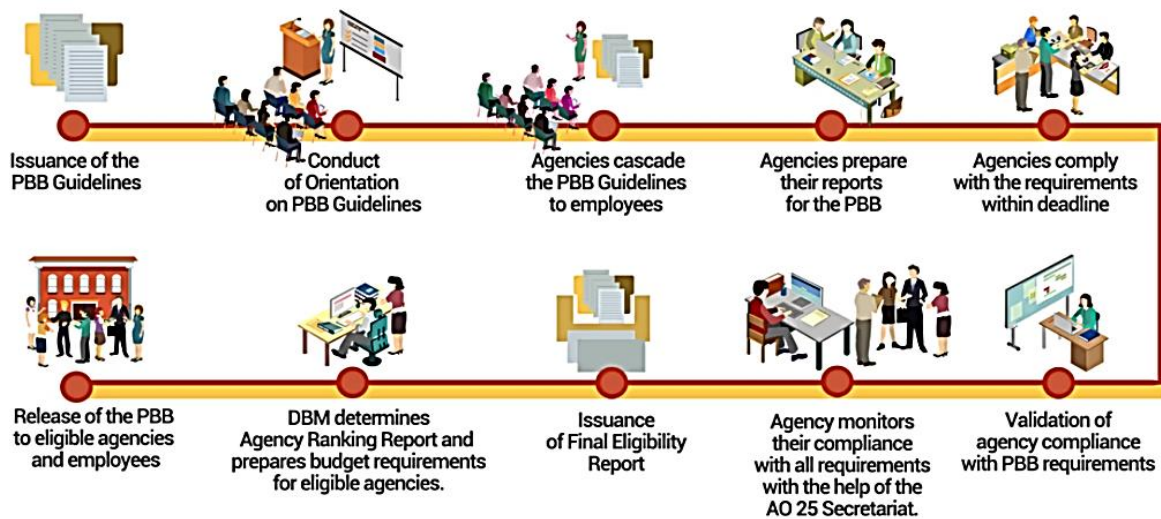 Issuance of the
PBB Guidelines
Conduct
of Orientation
on PBB Guidelines
Agencies cascade
the PBB Guidelines
to employees
Agencies prepare
their reports
for the PBB
Agencies comply
with the requirements
within deadline
Release of the PBB
to eligible agencies
and employees
DBM determines
Agency Ranking Report and
prepares budget requirements
for eligible agencies.
Issuance
of Final Eligibility
Report
Agency monitors
their compliance
with all requirements
with the help of the
AO 25 Secretariat.
Validation of
agency compliance
with PBB requirements